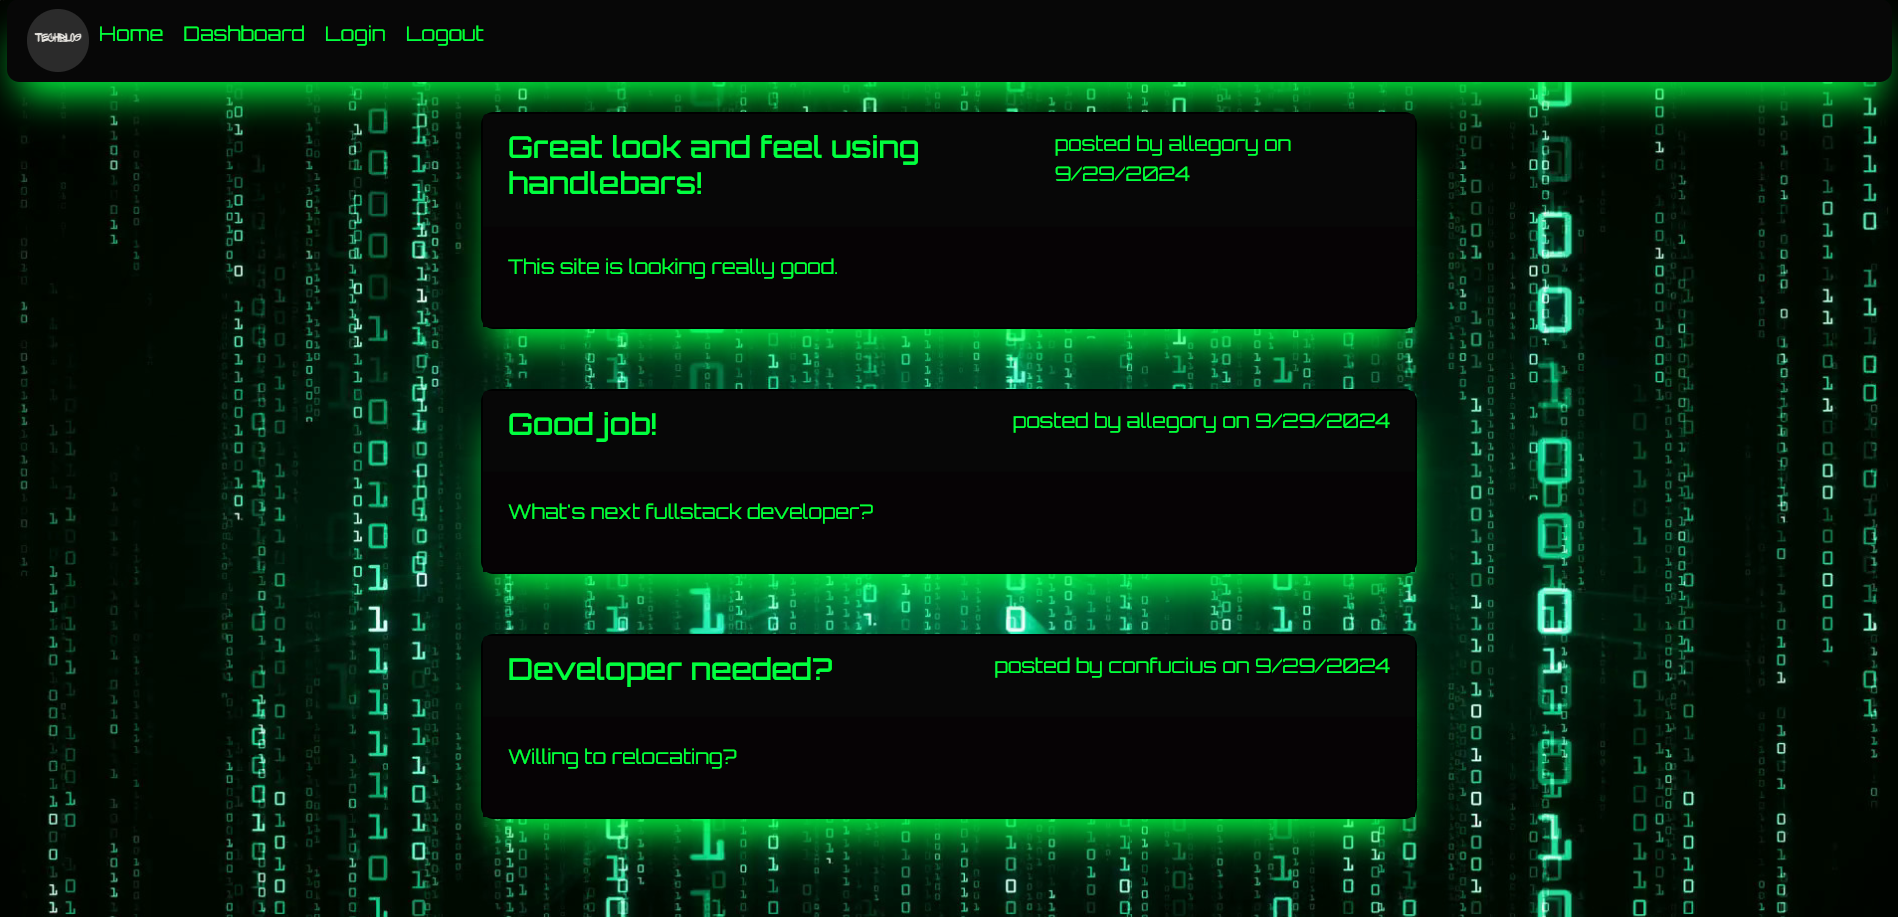 TECHBLOG
Home Dashboard Login Logout
Great look and feel using
handlebars!
posted by allegory on
9/29/2024
This site is looking really good.
Good job!
posted by allegory on 9/29/2024
What's next fullstack developer?
Developer needed?
posted by confucius on 9/29/2024
Willing to relocating?